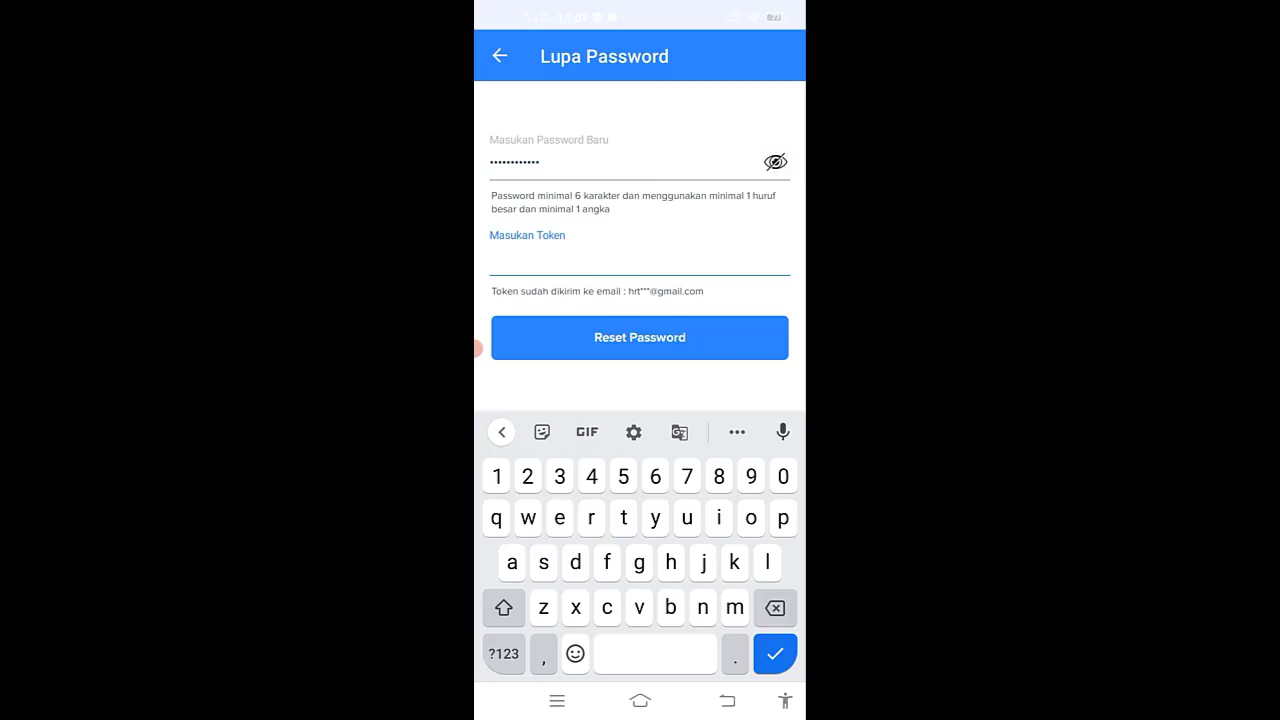 77
Lupa Password
Masukan Password Baru
••••••••••••
Password minimal 6 karakter dan menggunakan minimal 1 huruf
besar dan minimal 1 angka
Masukan Token
Token sudah dikirim ke email : hrt***@gmail.com
Reset Password
GIF
1 2 3 4 5 6 7 8 9 0
q w e r t y u i o p
a s d f g h j k l
z x c v b n m
?123 , .